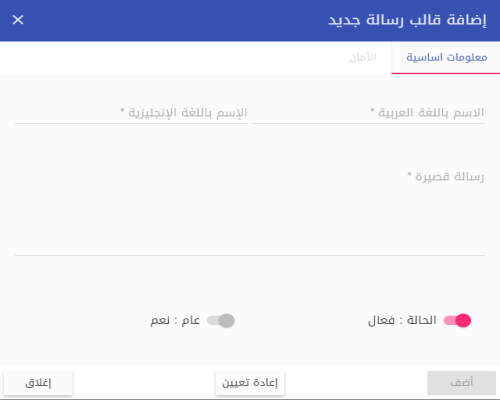 إضافة قالب رسالة جديد
معلومات اساسية
الأمان
الاسم باللغة العربية *
الإسم باللغة الإنجليزية *
رسالة قصيرة *
الحالة : فعال
عام : نعم
أضف
إعادة تعيين
إغلاق